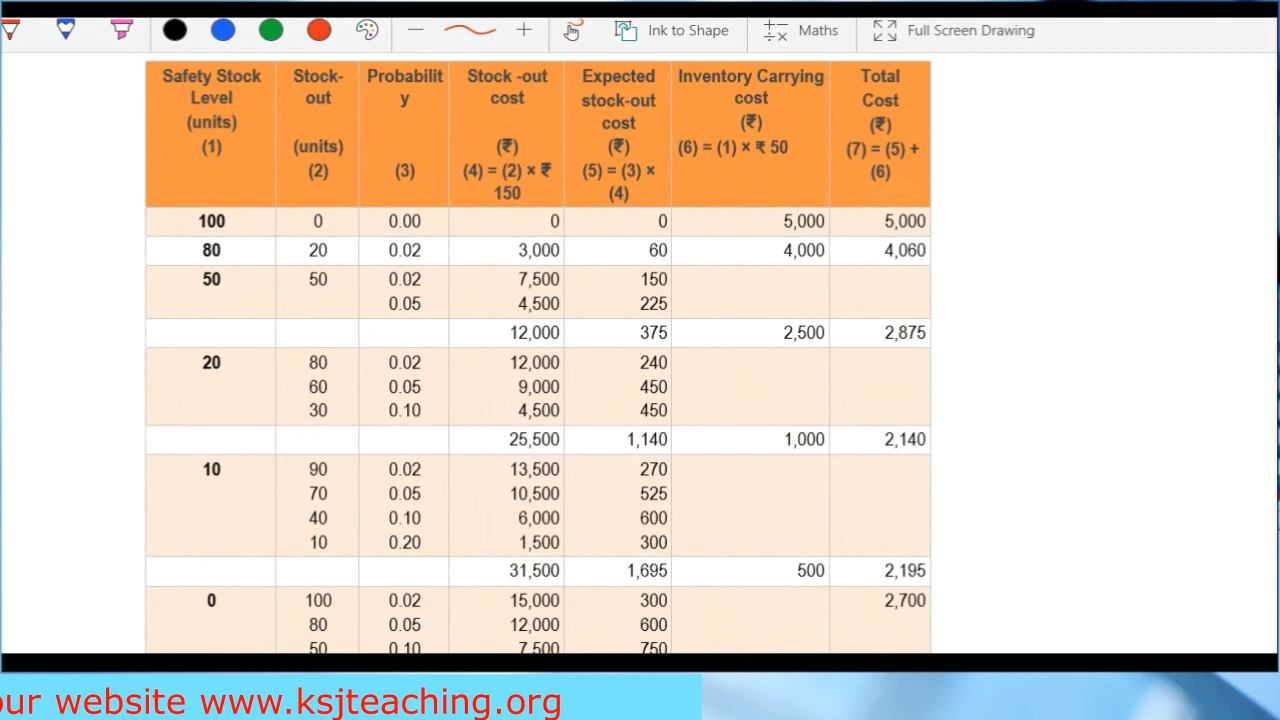 Ink to Shape Maths Full Screen Drawing
Safety Stock Level (units) (1) Stock-out (units) (2) Probability (3) Stock -out cost (₹) (4) = (2) × ₹ 150 Expected stock-out cost (₹) (5) = (3) × (4) Inventory Carrying cost (₹) (6) = (1) × ₹ 50 Total Cost (₹) (7) = (5) + (6)
100 0 0.00 0 0 5,000 5,000
80 20 0.02 3,000 60 4,000 4,060
50 50 0.02 7,500 150
0.05 4,500 225
12,000 375 2,500 2,875
20 80 0.02 12,000 240
60 0.05 9,000 450
30 0.10 4,500 450
25,500 1,140 1,000 2,140
10 90 0.02 13,500 270
70 0.05 10,500 525
40 0.10 6,000 600
10 0.20 1,500 300
31,500 1,695 500 2,195
0 100 0.02 15,000 300 2,700
80 0.05 12,000 600
50 0.10 7,500 750
our website www.ksjteaching.org